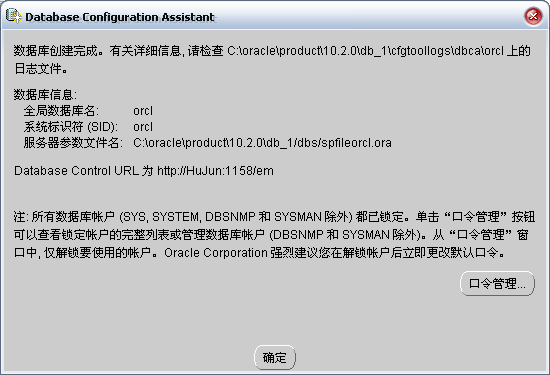 Database Configuration Assistant
数据库创建完成。有关详细信息, 请检查 C:\oracle\product\10.2.0\db_1\cfgtoollogs\dbca\orcl 上的
日志文件。
数据库信息:
全局数据库名: orcl
系统标识符 (SID): orcl
服务器参数文件名: C:\oracle\product\10.2.0\db_1/dbs/spfileorcl.ora
Database Control URL 为 http://HuJun:1158/em
注: 所有数据库帐户 (SYS, SYSTEM, DBSNMP 和 SYSMAN 除外) 都已锁定。单击“口令管理”按钮
可以查看锁定帐户的完整列表或管理数据库帐户 (DBSNMP 和 SYSMAN 除外)。从“口令管理”窗
口中, 仅解锁要使用的帐户。Oracle Corporation 强烈建议您在解锁帐户后立即更改默认口令。
口令管理...
确定